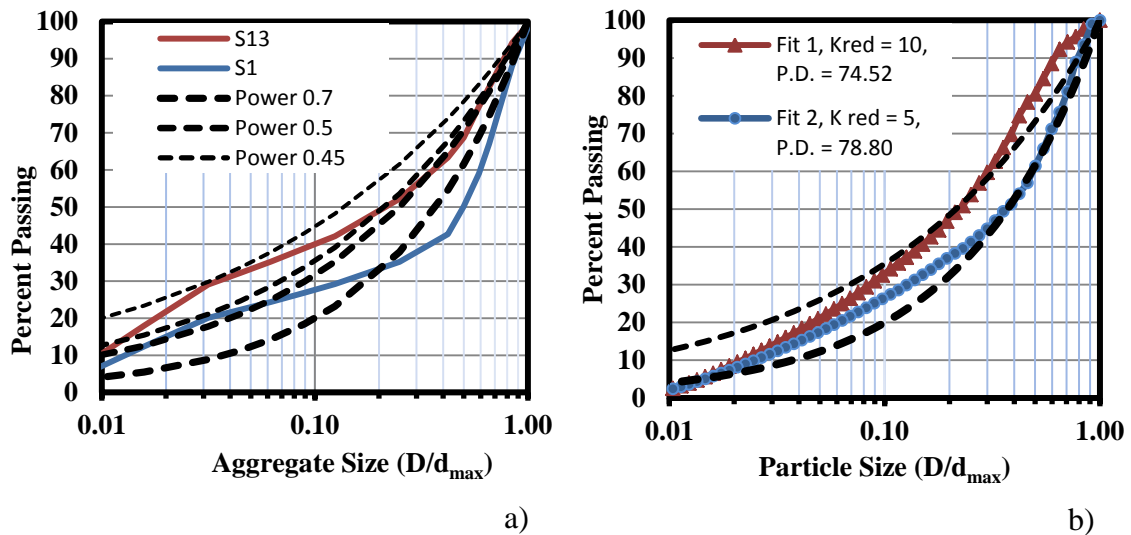 100
90
80
70
60
50
40
30
20
10
0
Percent Passing
S13
S1
Power 0.7
Power 0.5
Power 0.45
0.01
0.10
1.00
Aggregate Size (D/dmax)
a)
100
90
80
70
60
50
40
30
20
10
0
Percent Passing
Fit 1, Kred = 10,
P.D. = 74.52
Fit 2, K red = 5,
P.D. = 78.80
0.01
0.10
1.00
Particle Size (D/dmax)
b)